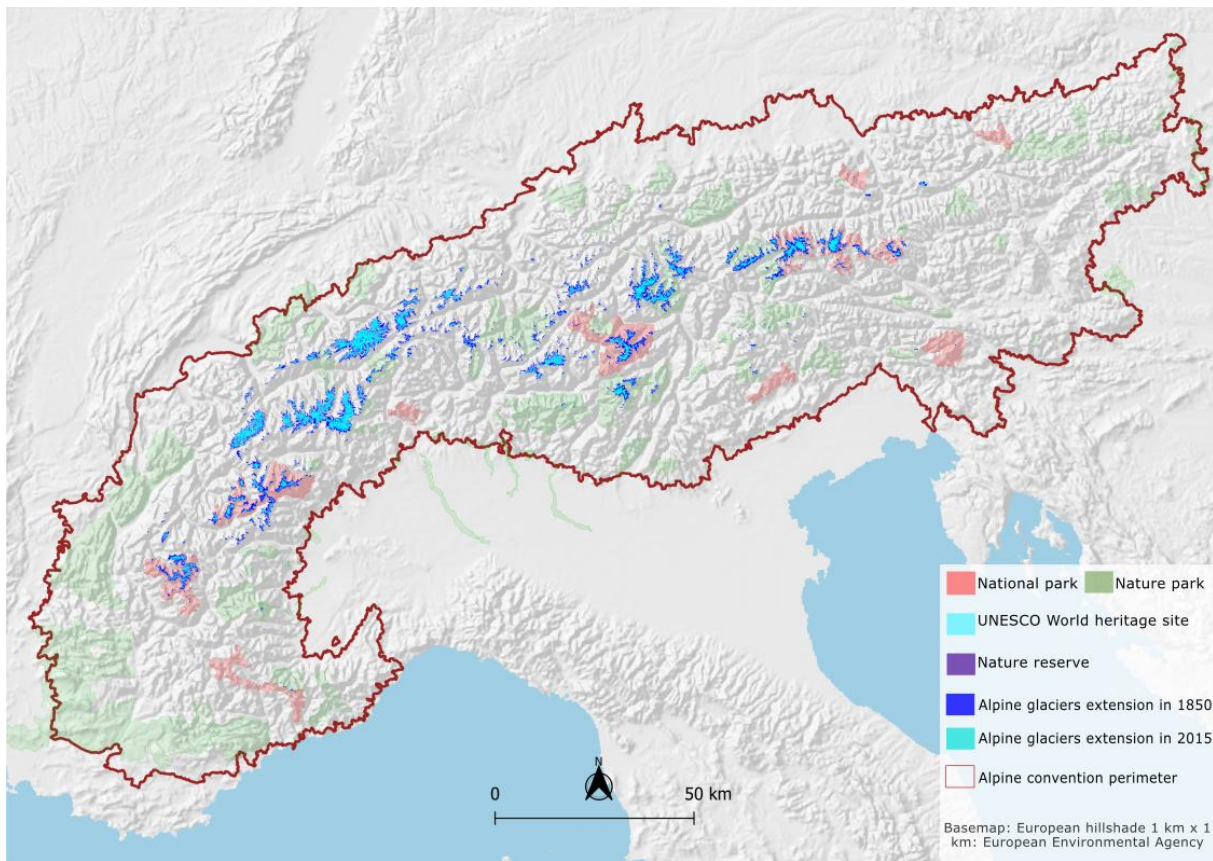 National park
Nature park
UNESCO World heritage site
Nature reserve
Alpine glaciers extension in 1850
Alpine glaciers extension in 2015
Alpine convention perimeter
N
0 50 km
Basemap: European hillshade 1 km x 1
km: European Environmental Agency